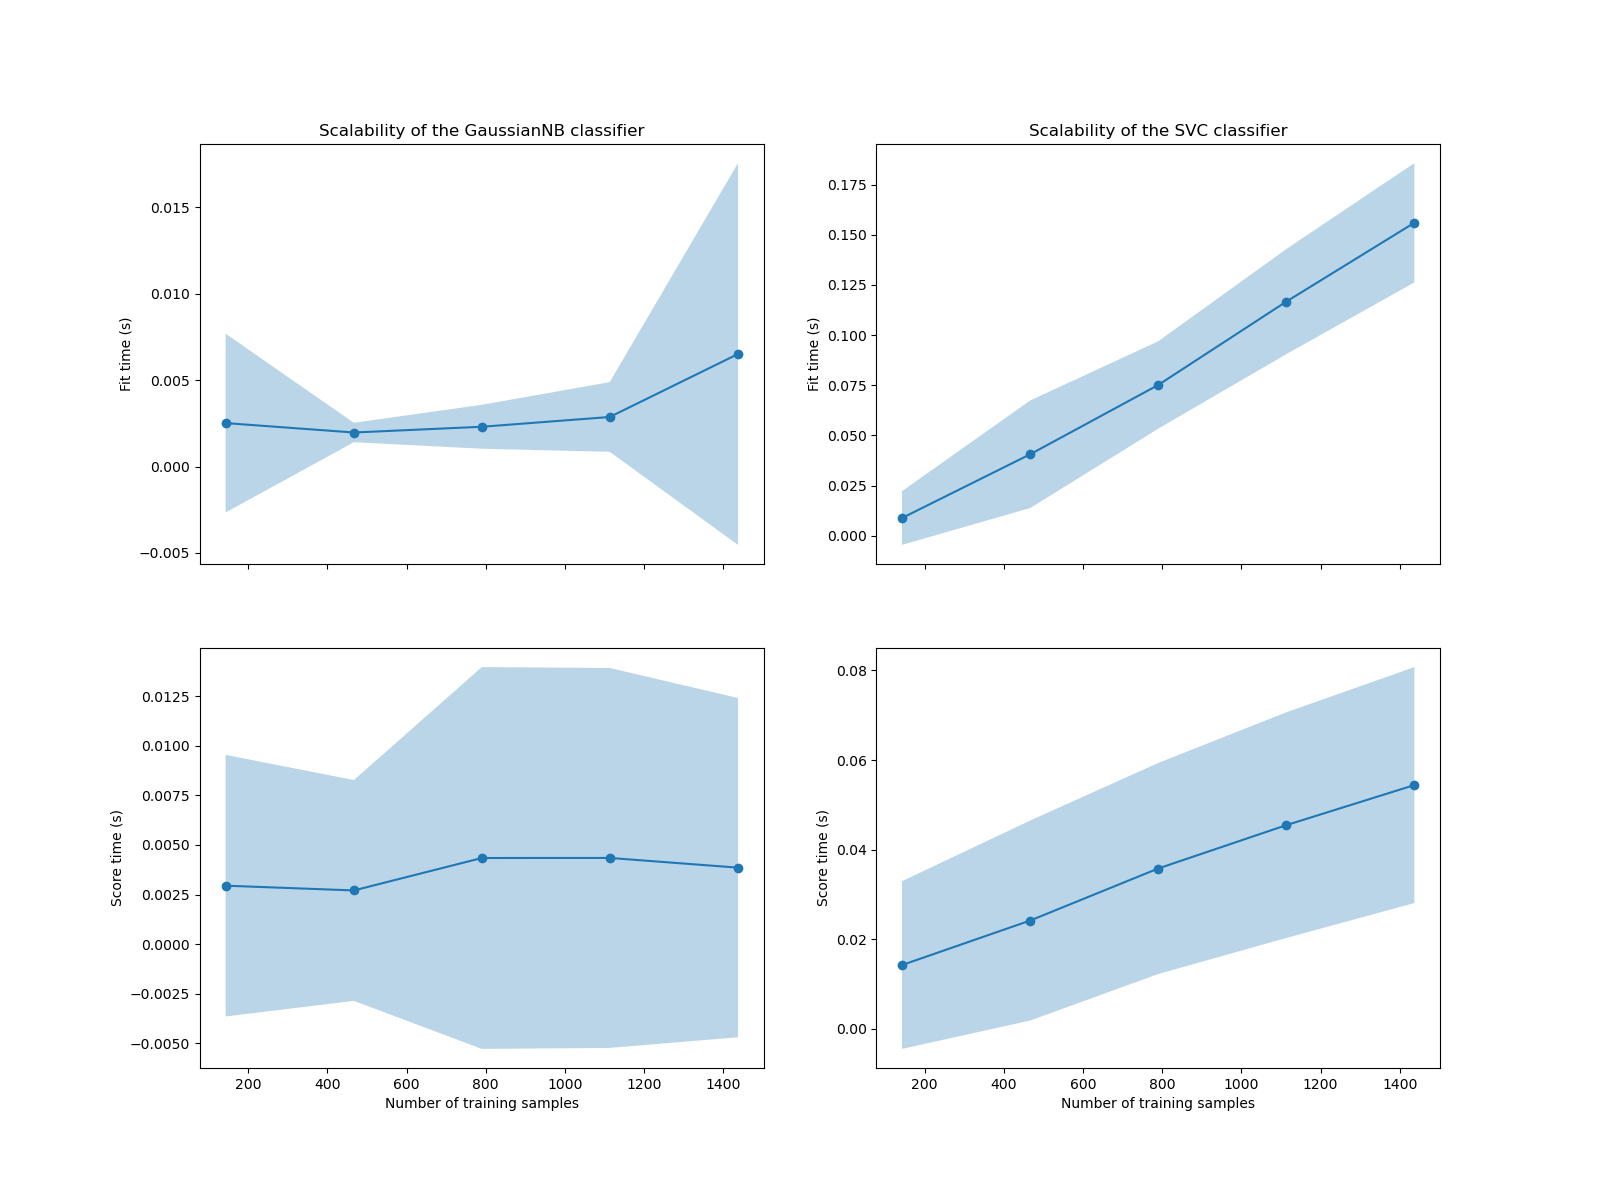 Scalability of the GaussianNB classifier
Fit time (s)
0.015
0.010
0.005
0.000
−0.005
Scalability of the SVC classifier
Fit time (s)
0.175
0.150
0.125
0.100
0.075
0.050
0.025
0.000
Score time (s)
0.0125
0.0100
0.0075
0.0050
0.0025
0.0000
−0.0025
−0.0050
200 400 600 800 1000 1200 1400
Number of training samples
Score time (s)
0.08
0.06
0.04
0.02
0.00
200 400 600 800 1000 1200 1400
Number of training samples